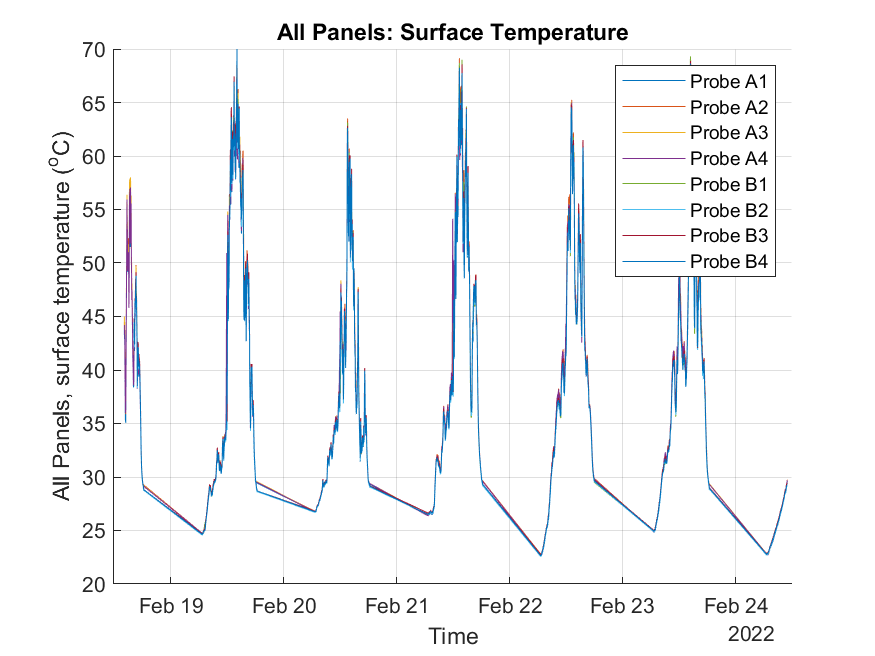 All Panels: Surface Temperature
All Panels, surface temperature (°C)
70
65
60
55
50
45
40
35
30
25
20
Probe A1
Probe A2
Probe A3
Probe A4
Probe B1
Probe B2
Probe B3
Probe B4
Feb 19 Feb 20 Feb 21 Feb 22 Feb 23 Feb 24
Time
2022